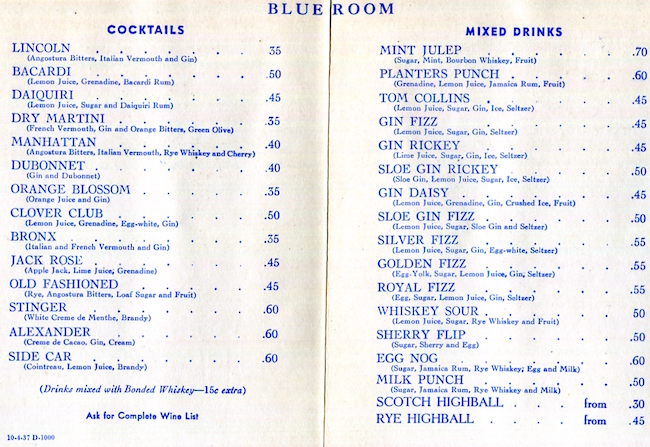 BLUE ROOM
COCKTAILS
LINCOLN . . . . . . . 35
(Angostura Bitters, Italian Vermouth and Gin)
BACARDI . . . . . . . .50
(Lemon Juice, Grenadine, Bacardi Rum)
DAIQUIRI . . . . . . . .45
(Lemon Juice, Sugar and Daiquiri Rum)
DRY MARTINI . . . . . . .35
(French Vermouth, Gin and Orange Bitters, Green Olive)
MANHATTAN . . . . . . .40
(Angostura Bitters, Italian Vermouth, Rye Whiskey and Cherry)
DUBONNET . . . . . . .40
(Gin and Dubonnet)
ORANGE BLOSSOM . . . . . .35
(Orange Juice and Gin)
CLOVER CLUB . . . . . . .50
(Lemon Juice, Grenadine, Egg-white, Gin)
BRONX . . . . . . . .35
(Italian and French Vermouth and Gin)
JACK ROSE . . . . . . .45
(Apple Jack, Lime Juice, Grenadine)
OLD FASHIONED . . . . . .45
(Rye, Angostura Bitters, Loaf Sugar and Fruit)
STINGER . . . . . . . .60
(White Creme de Menthe, Brandy)
ALEXANDER . . . . . . .60
(Creme de Cacao, Gin, Cream)
SIDE CAR . . . . . . . .60
(Cointreau, Lemon Juice, Brandy)
(Drinks mixed with Bonded Whiskey—15c extra)
Ask for Complete Wine List
10-4-37 D-1000
MIXED DRINKS
MINT JULEP . . . . . . .70
(Sugar, Mint, Bourbon Whiskey, Fruit)
PLANTERS PUNCH . . . . . .60
(Grenadine, Lemon Juice, Jamaica Rum, Fruit)
TOM COLLINS . . . . . . .45
(Lemon Juice, Sugar, Gin, Ice, Seltzer)
GIN FIZZ . . . . . . . .45
(Lemon Juice, Sugar, Gin, Seltzer)
GIN RICKEY . . . . . . .45
(Lime Juice, Sugar, Gin, Ice, Seltzer)
SLOE GIN RICKEY . . . . . .50
(Sloe Gin, Lemon Juice, Sugar, Ice, Seltzer)
GIN DAISY . . . . . . .45
(Lemon Juice, Grenadine, Gin, Crushed Ice, Fruit)
SLOE GIN FIZZ . . . . . . .50
(Lemon Juice, Sugar, Sloe Gin and Seltzer)
SILVER FIZZ . . . . . . .55
(Lemon Juice, Sugar, Gin, Egg-white, Seltzer)
GOLDEN FIZZ . . . . . . .55
(Egg-Yolk, Sugar, Lemon Juice, Gin, Seltzer)
ROYAL FIZZ . . . . . . .55
(Egg, Sugar, Lemon Juice, Gin, Seltzer)
WHISKEY SOUR . . . . . . 50
(Lemon Juice, Sugar, Rye Whiskey and Fruit)
SHERRY FLIP . . . . . . .50
(Sugar, Sherry and Egg)
EGG NOG . . . . . . . .60
(Sugar, Jamaica Rum, Rye Whiskey, Egg and Milk)
MILK PUNCH . . . . . . .50
(Sugar, Jamaica Rum, Rye Whiskey and Milk)
SCOTCH HIGHBALL . . . . from .30
RYE HIGHBALL . . . . from .45